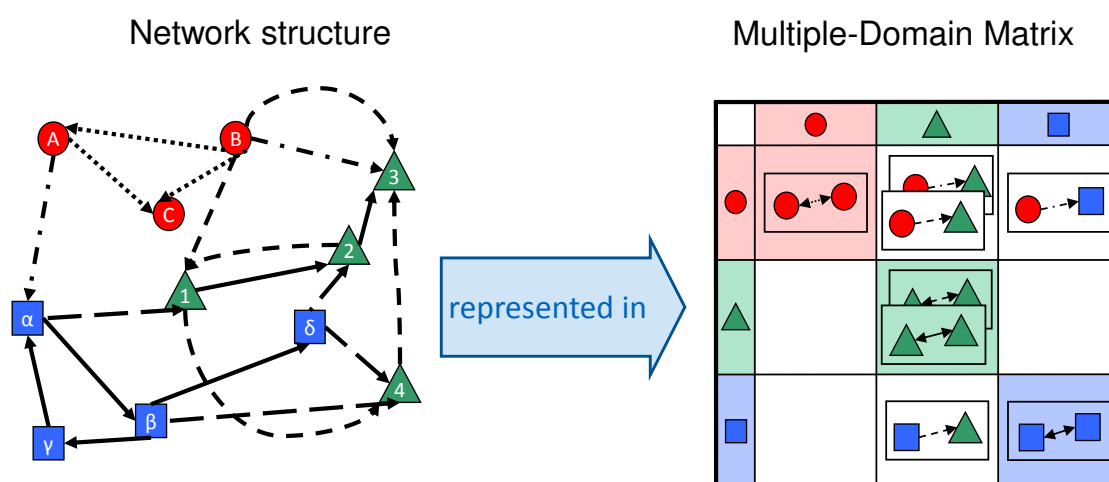 Network structure
Multiple-Domain Matrix
A
B
C
3
2
1
α
δ
4
β
γ
represented in